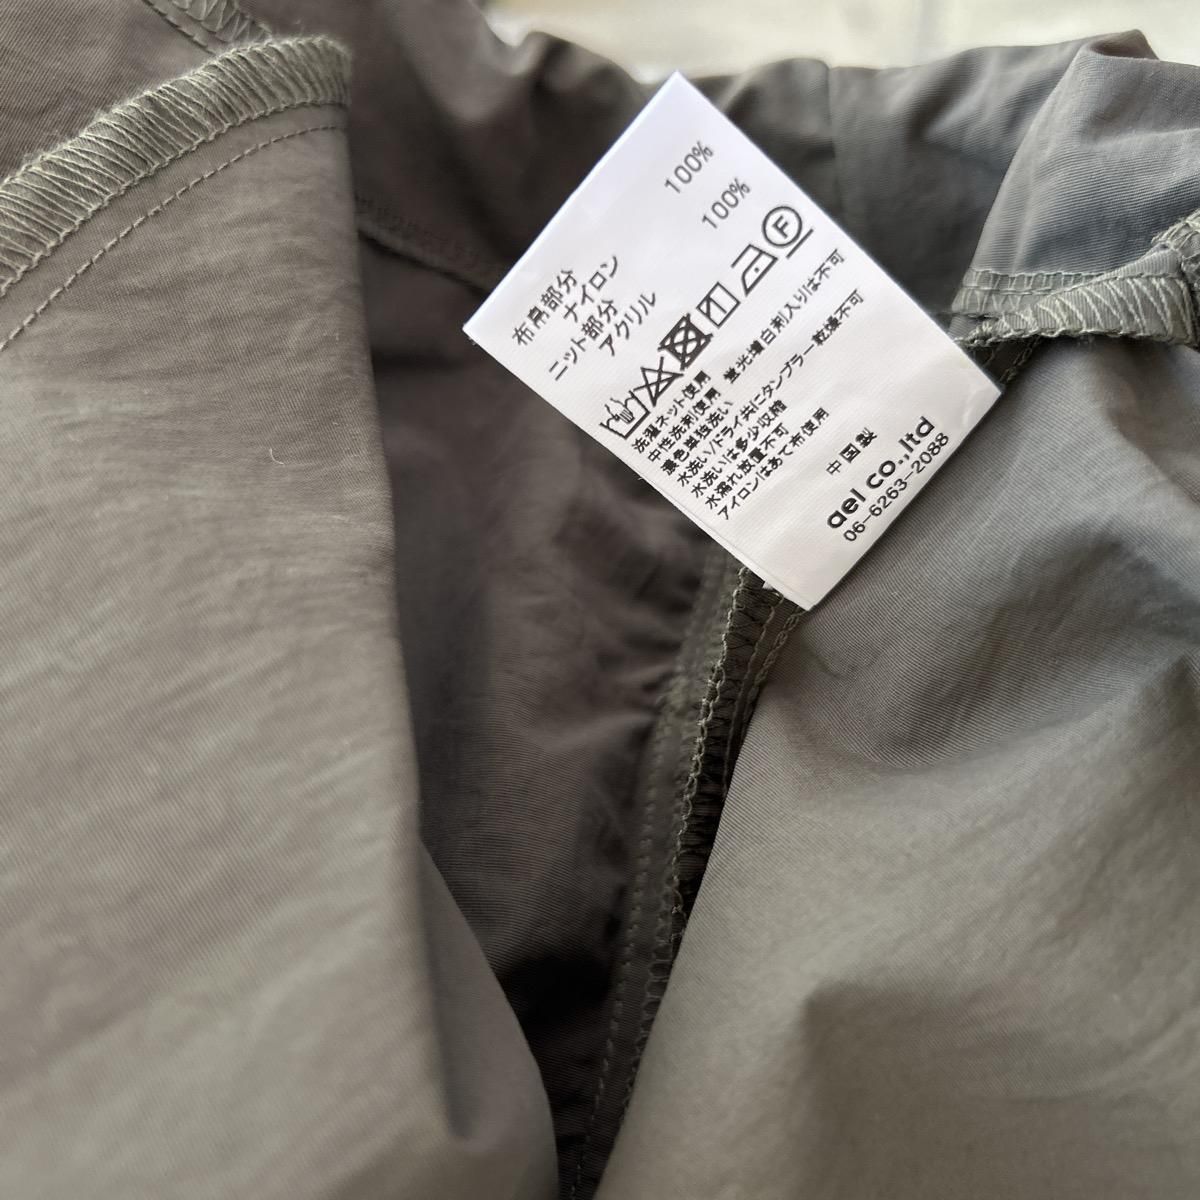 布帛部分
ナイロン 100%
ニット部分
アクリル 100%
F
洗濯ネット使用
中性洗剤使用 蛍光増白剤入りは不可
濃色単独洗い
水洗い/ドライ共にタンブラー乾燥不可
水洗いは多少収縮
水濡れ放置不可
アイロンはあて布使用
中国製
ael co.,ltd
06-6263-2088